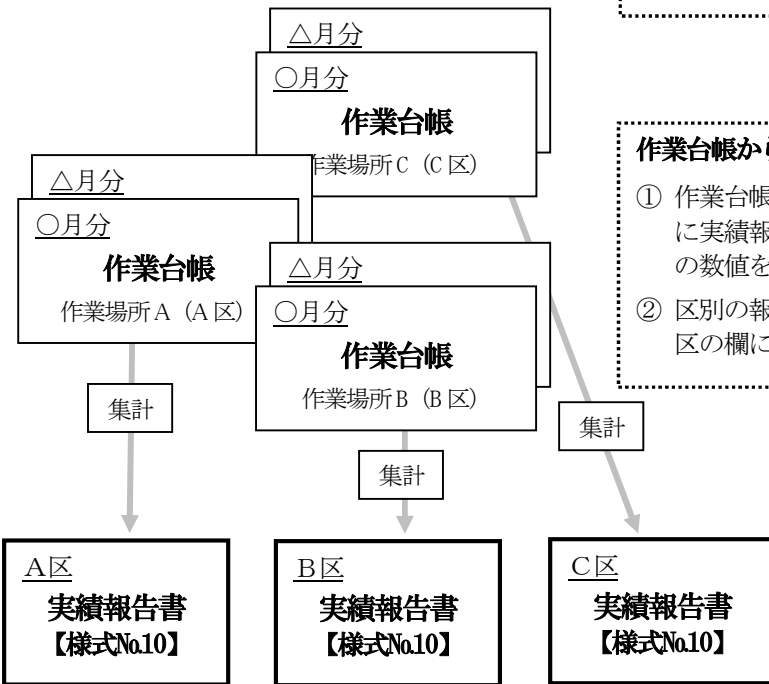 △月分
〇月分
作業台帳
作業場所C（C区）
△月分
〇月分
作業台帳
作業場所A（A区）
△月分
〇月分
作業台帳
作業場所B（B区）
作業台帳か
① 作業台帳
に実績報
の数値を
② 区別の報
区の欄に
集計
集計
集計
A区
実績報告書
【様式No.10】
B区
実績報告書
【様式No.10】
C区
実績報告書
【様式No.10】